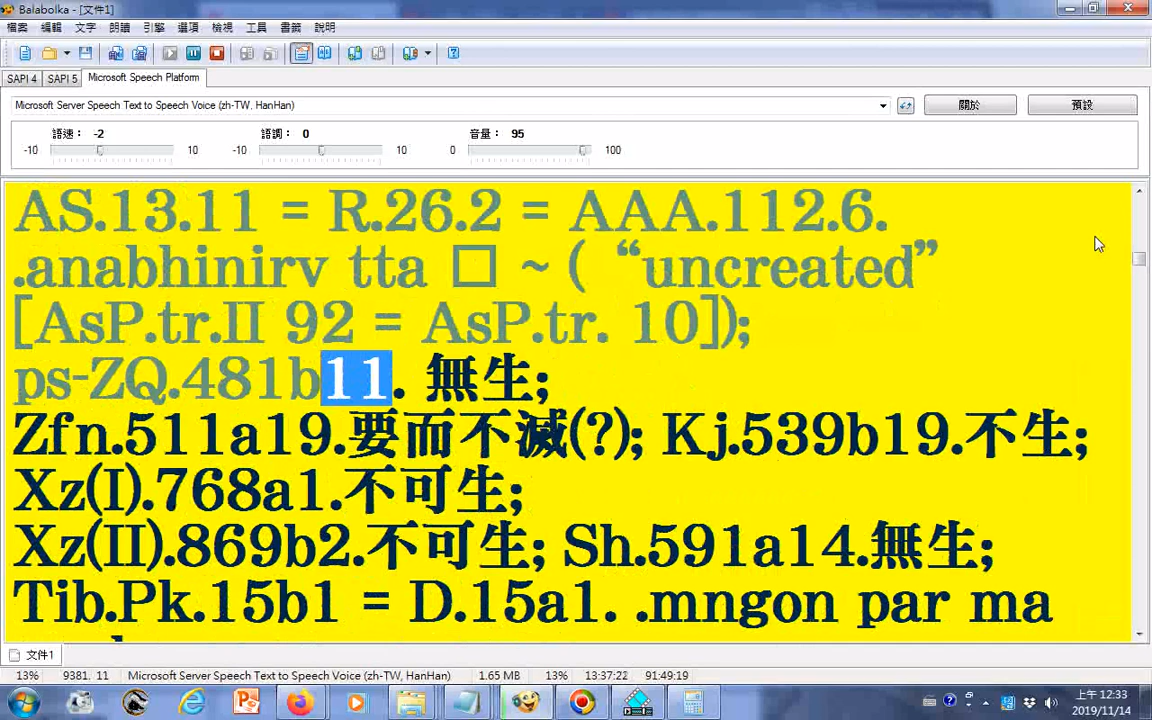 Balabolka - [文件1]
檔案 編輯 文字 朗讀 引擎 選項 檢視 工具 書籤 說明
SAPI 4 SAPI 5 Microsoft Speech Platform
Microsoft Server Speech Text to Speech Voice (zh-TW, HanHan) 關於 預設
語速： -2 語調： 0 音量： 95
-10 10 -10 10 0 100
AS.13.11 = R.26.2 = AAA.112.6.
.anabhinirv tta □ ~ ( “uncreated”
[AsP.tr.II 92 = AsP.tr. 10]);
ps-ZQ.481b11. 無生;
Zfn.511a19.要而不滅(?); Kj.539b19.不生;
Xz(I).768a1.不可生;
Xz(II).869b2.不可生; Sh.591a14.無生;
Tib.Pk.15b1 = D.15a1. .mngon par ma
文件1
13% 9381. 11 Microsoft Server Speech Text to Speech Voice (zh-TW, HanHan) 1.65 MB 13% 13:37:22 91:49:19
上午 12:33
2019/11/14